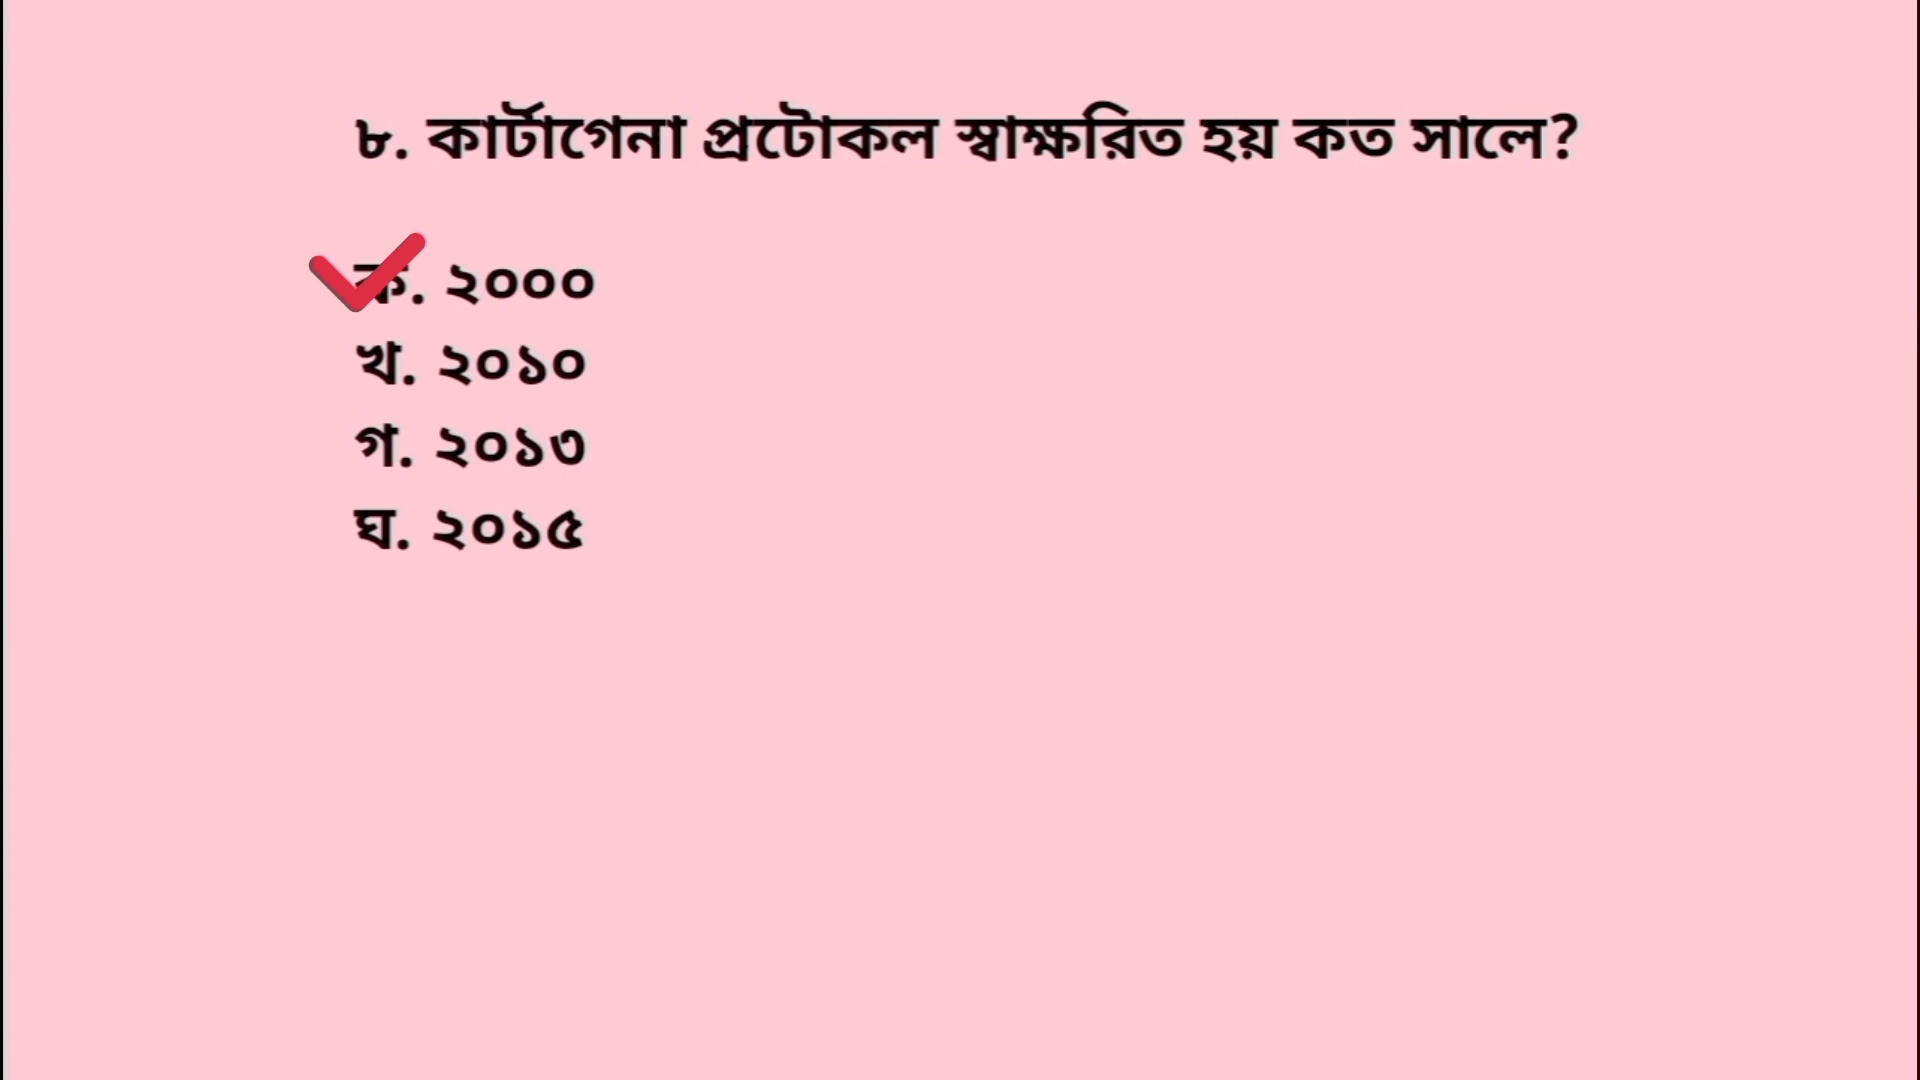 ৮. কার্টাগেনা প্রটোকল স্বাক্ষরিত হয় কত সালে?
ক. ২০০০
খ. ২০১০
গ. ২০১৩
ঘ. ২০১৫